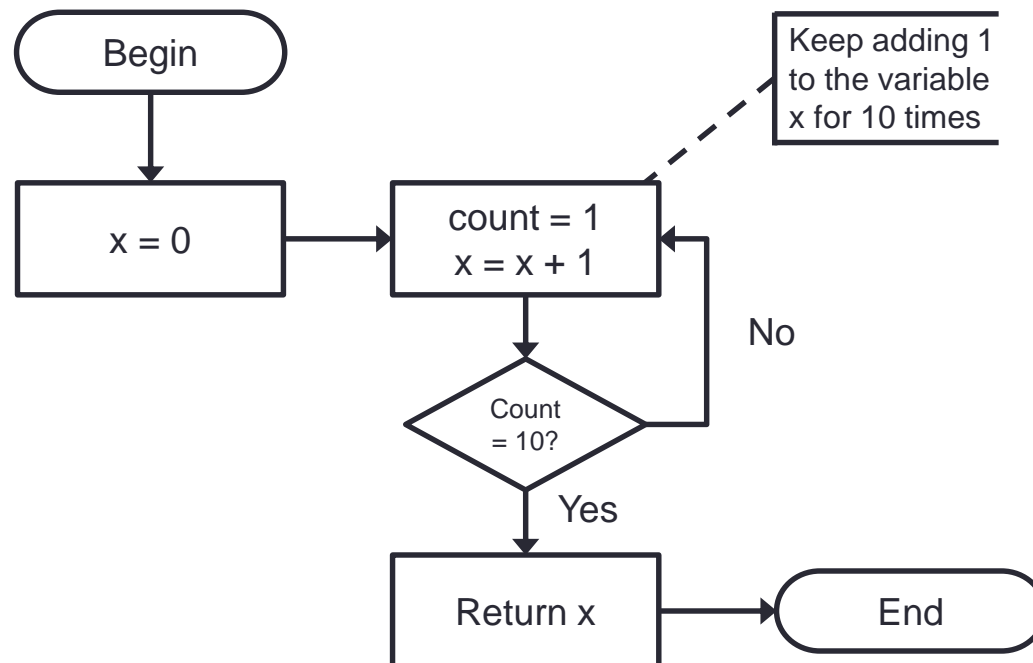 Begin
Keep adding 1
to the variable
x for 10 times
x = 0
count = 1
x = x + 1
No
Count
= 10?
Yes
Return x
End